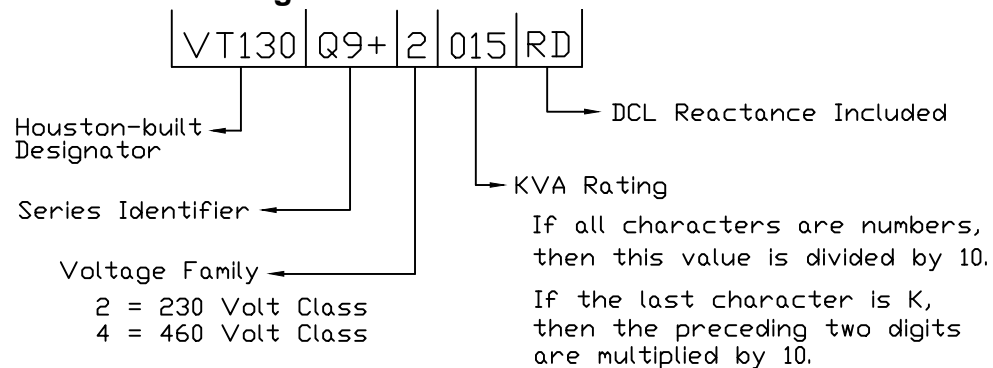 VT130 Q9+ 2 015 RD
DCL Reactance Included
Houston-built
Designator
KVA Rating
Series Identifier
If all characters are numbers,
then this value is divided by 10.
Voltage Family
2 = 230 Volt Class
4 = 460 Volt Class
If the last character is K,
then the preceding two digits
are multiplied by 10.